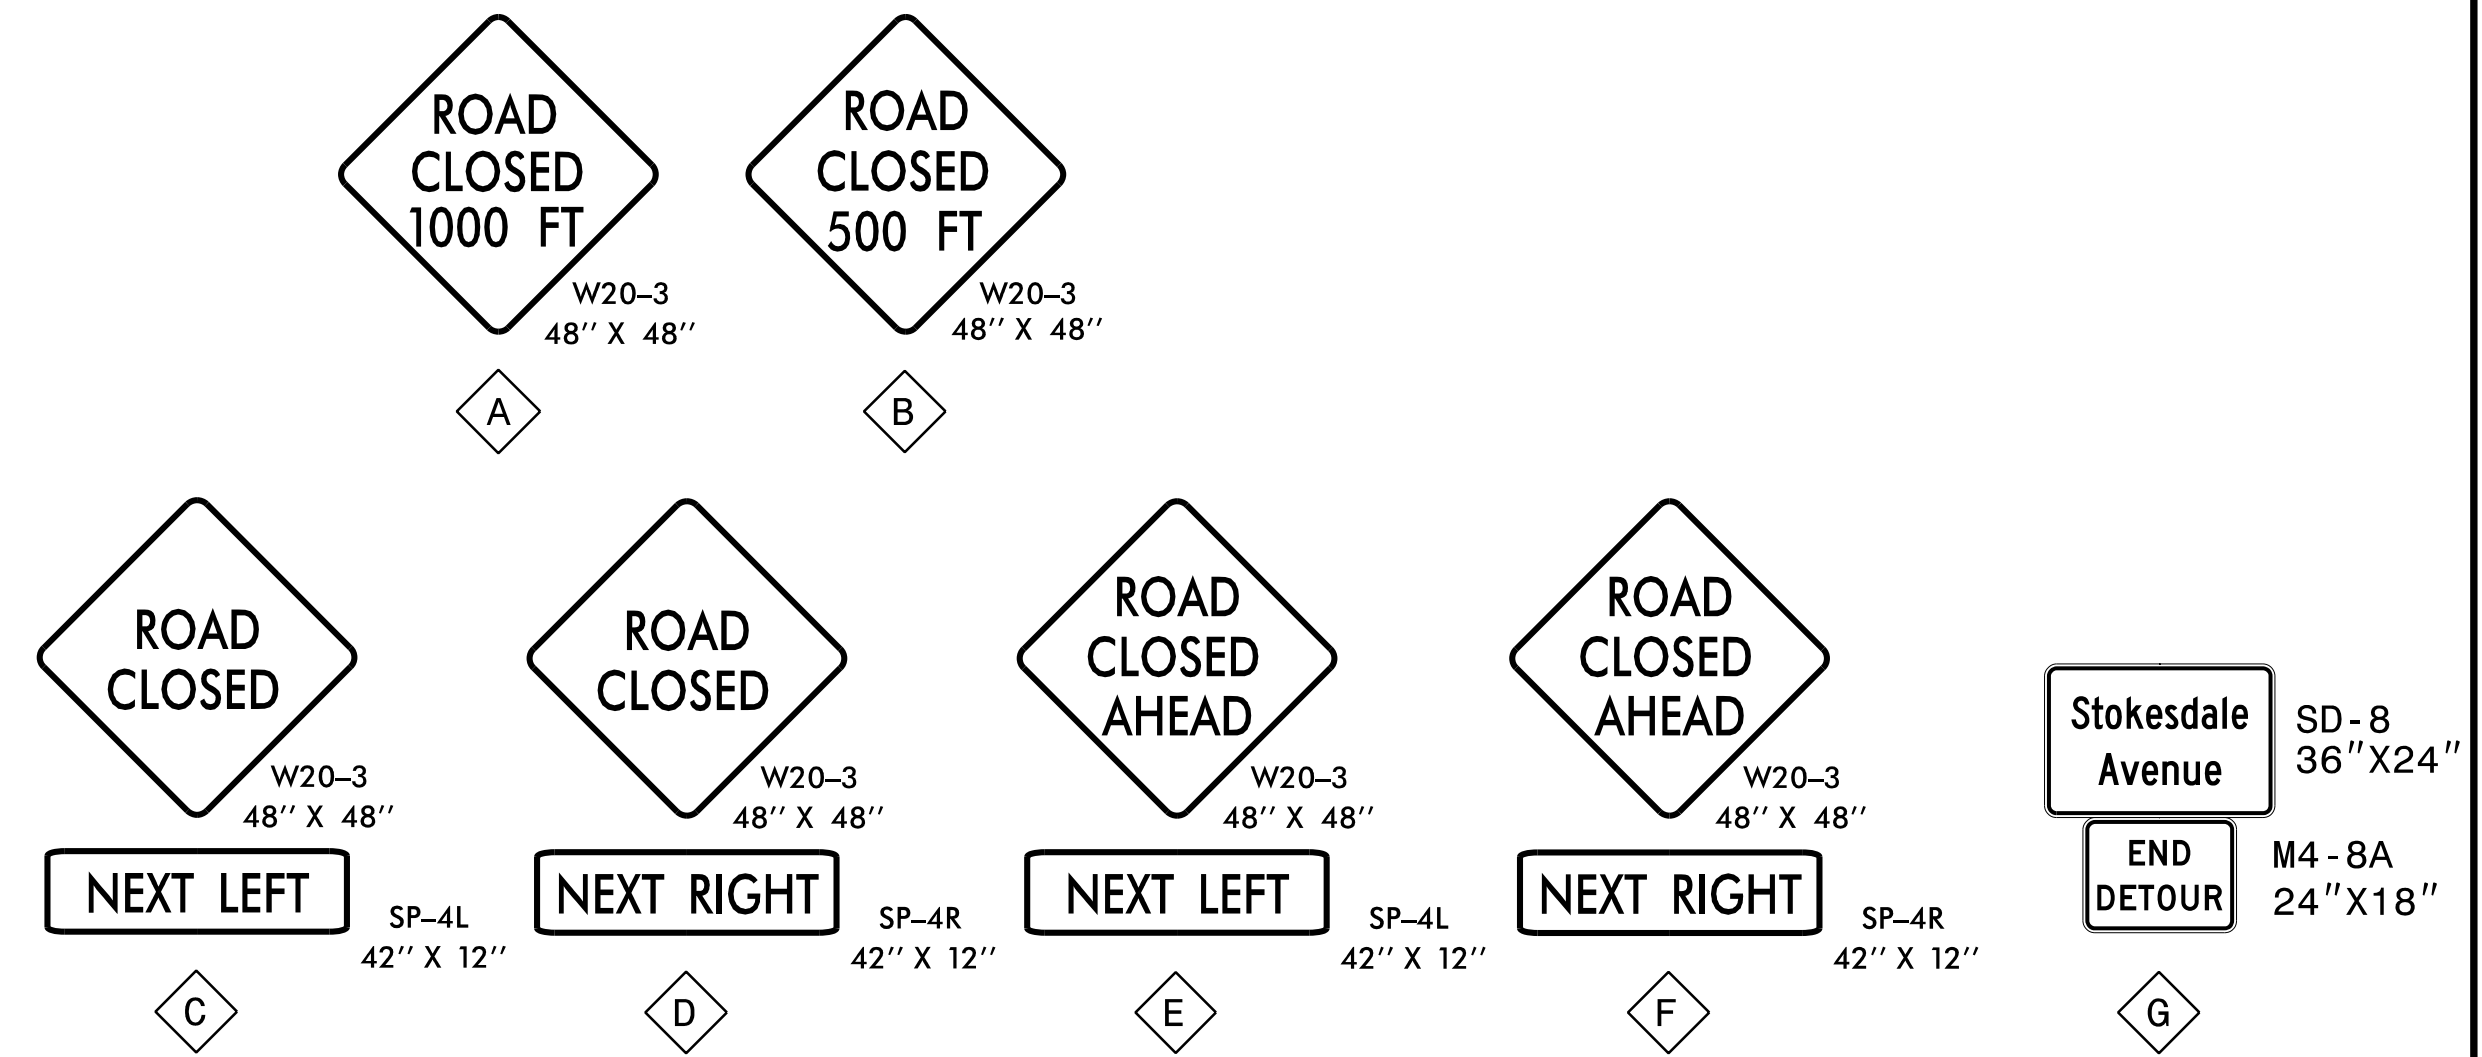 ROAD
CLOSED
1000 FT
W20–3
48'' X 48''
A
ROAD
CLOSED
500 FT
W20–3
48'' X 48''
B
ROAD
CLOSED
W20–3
48'' X 48''
NEXT LEFT
SP–4L
42'' X 12''
C
ROAD
CLOSED
W20–3
48'' X 48''
NEXT RIGHT
SP–4R
42'' X 12''
D
ROAD
CLOSED
AHEAD
W20–3
48'' X 48''
NEXT LEFT
SP–4L
42'' X 12''
E
ROAD
CLOSED
AHEAD
W20–3
48'' X 48''
NEXT RIGHT
SP–4R
42'' X 12''
F
Stokesdale
Avenue
SD-8
36"X24"
END
DETOUR
M4-8A
24"X18"
G